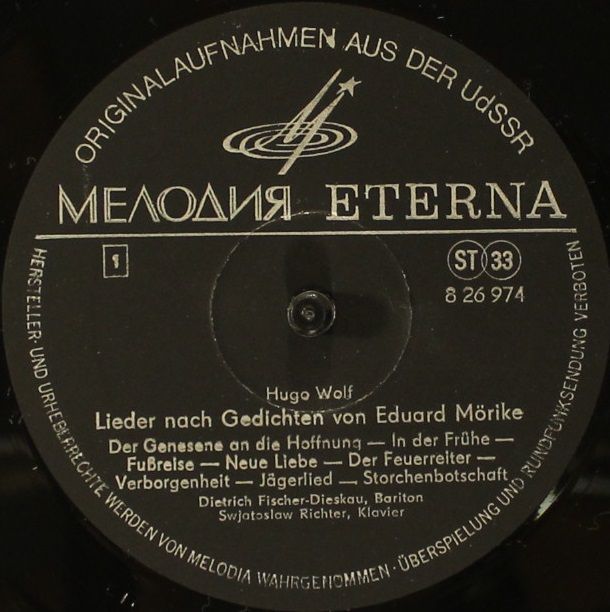 ORIGINALAUFNAHMEN AUS DER UdSSR
МЕЛОДИЯ ETERNA
1
ST 33
8 26 974
Hugo Wolf
Lieder nach Gedichten von Eduard Mörike
Der Genesene an die Hoffnung — In der Frühe —
Fußreise — Neue Liebe — Der Feuerreiter —
Verborgenheit — Jägerlied — Storchenbotschaft
Dietrich Fischer-Dieskau, Bariton
Swjatoslaw Richter, Klavier
HERSTELLER- UND URHEBERRECHTE WERDEN VON MELODIA WAHRGENOMMEN · ÜBERSPIELUNG UND RUNDFUNKSENDUNG VERBOTEN